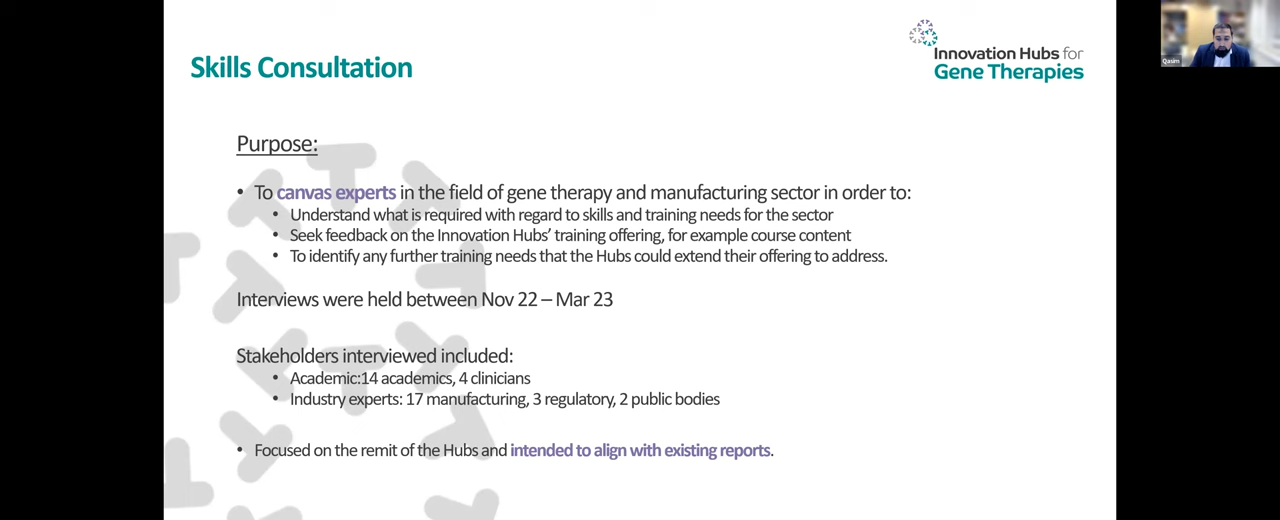 Skills Consultation
Innovation Hubs for
Gene Therapies
Qasim
Purpose:
• To canvas experts in the field of gene therapy and manufacturing sector in order to:
• Understand what is required with regard to skills and training needs for the sector
• Seek feedback on the Innovation Hubs' training offering, for example course content
• To identify any further training needs that the Hubs could extend their offering to address.
Interviews were held between Nov 22 – Mar 23
Stakeholders interviewed included:
• Academic:14 academics, 4 clinicians
• Industry experts: 17 manufacturing, 3 regulatory, 2 public bodies
• Focused on the remit of the Hubs and intended to align with existing reports.